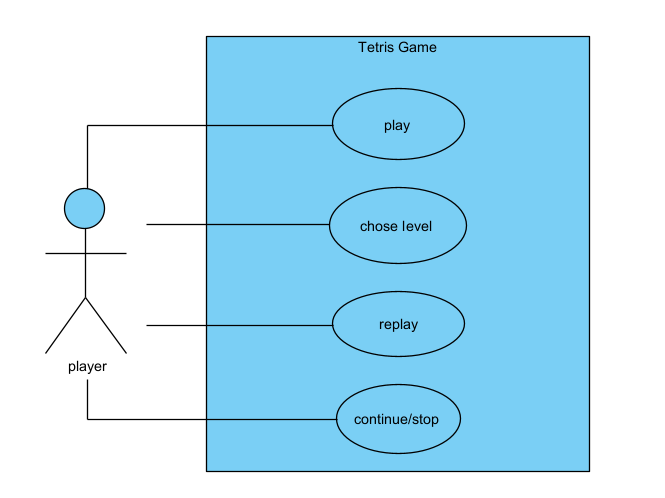 Tetris Game
play
chose level
replay
player
continue/stop